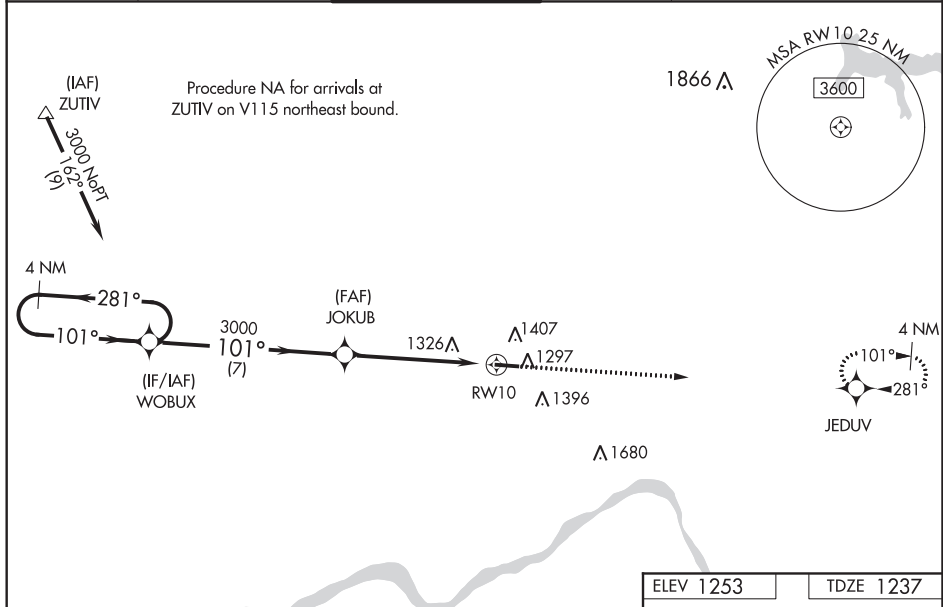 (IAF)
ZUTIV
Procedure NA for arrivals at
ZUTIV on V115 northeast bound.
3000 NoPT
162°
(9)
1866
MSA RW10 25 NM
3600
4 NM
281°
101°
(IF/IAF)
WOBUX
3000
101°
(7)
(FAF)
JOKUB
1326
1407
1297
RW10
1396
1680
4 NM
101°
281°
JEDUV
ELEV 1253
TDZE 1237